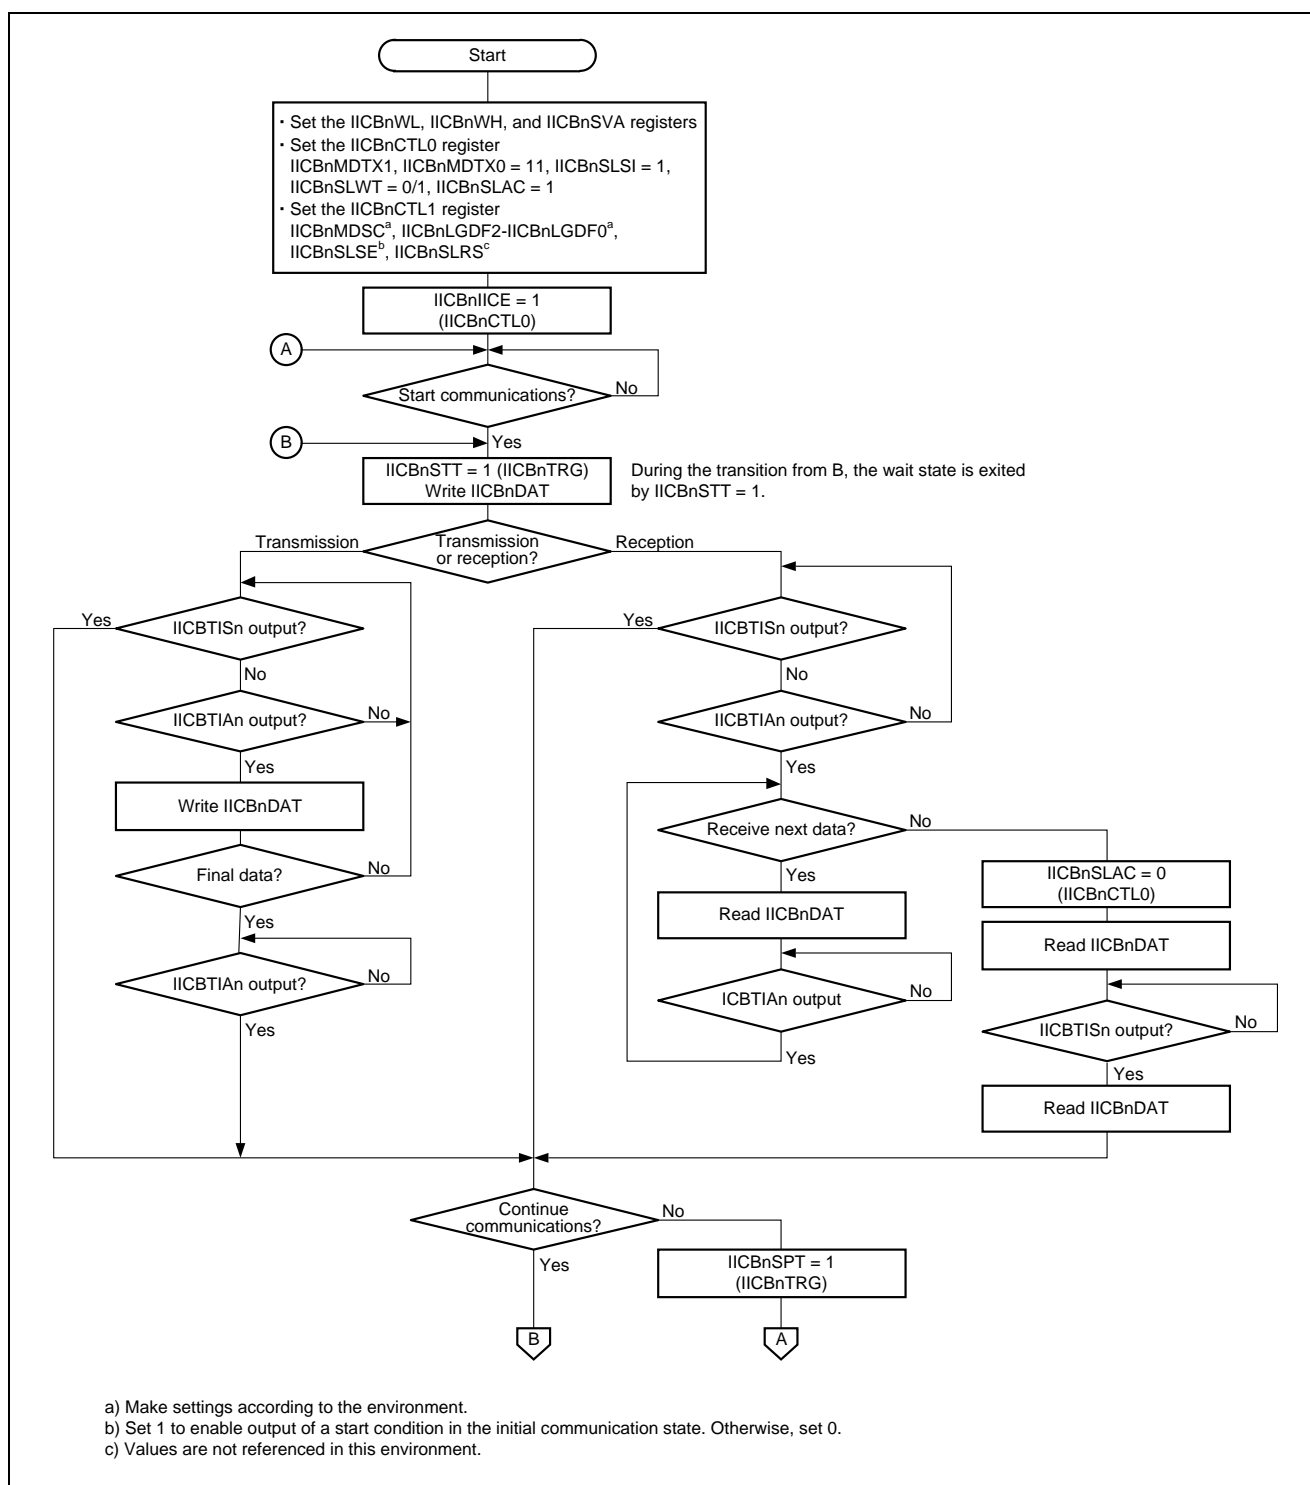 Start
・Set the IICBnWL, IICBnWH, and IICBnSVA registers
・Set the IICBnCTL0 register
IICBnMDTX1, IICBnMDTX0 = 11, IICBnSLSI = 1,
IICBnSLWT = 0/1, IICBnSLAC = 1
・Set the IICBnCTL1 register
IICBnMDSCa, IICBnLGDF2-IICBnLGDF0a,
IICBnSLSEb, IICBnSLRSc
IICBnIICE = 1
(IICBnCTL0)
A
Start communications?
No
B
Yes
IICBnSTT = 1 (IICBnTRG)
Write IICBnDAT
During the transition from B, the wait state is exited
by IICBnSTT = 1.
Transmission
Transmission
or reception?
Reception
Yes
IICBTISn output?
No
IICBTIAn output?
No
Yes
Write IICBnDAT
Final data?
No
Yes
IICBTIAn output?
No
Yes
Yes
IICBTISn output?
No
IICBTIAn output?
No
Yes
Receive next data?
No
Yes
Read IICBnDAT
ICBTIAn output
No
Yes
IICBnSLAC = 0
(IICBnCTL0)
Read IICBnDAT
IICBTISn output?
No
Yes
Read IICBnDAT
Continue
communications?
No
Yes
IICBnSPT = 1
(IICBnTRG)
B
A
a) Make settings according to the environment.
b) Set 1 to enable output of a start condition in the initial communication state. Otherwise, set 0.
c) Values are not referenced in this environment.